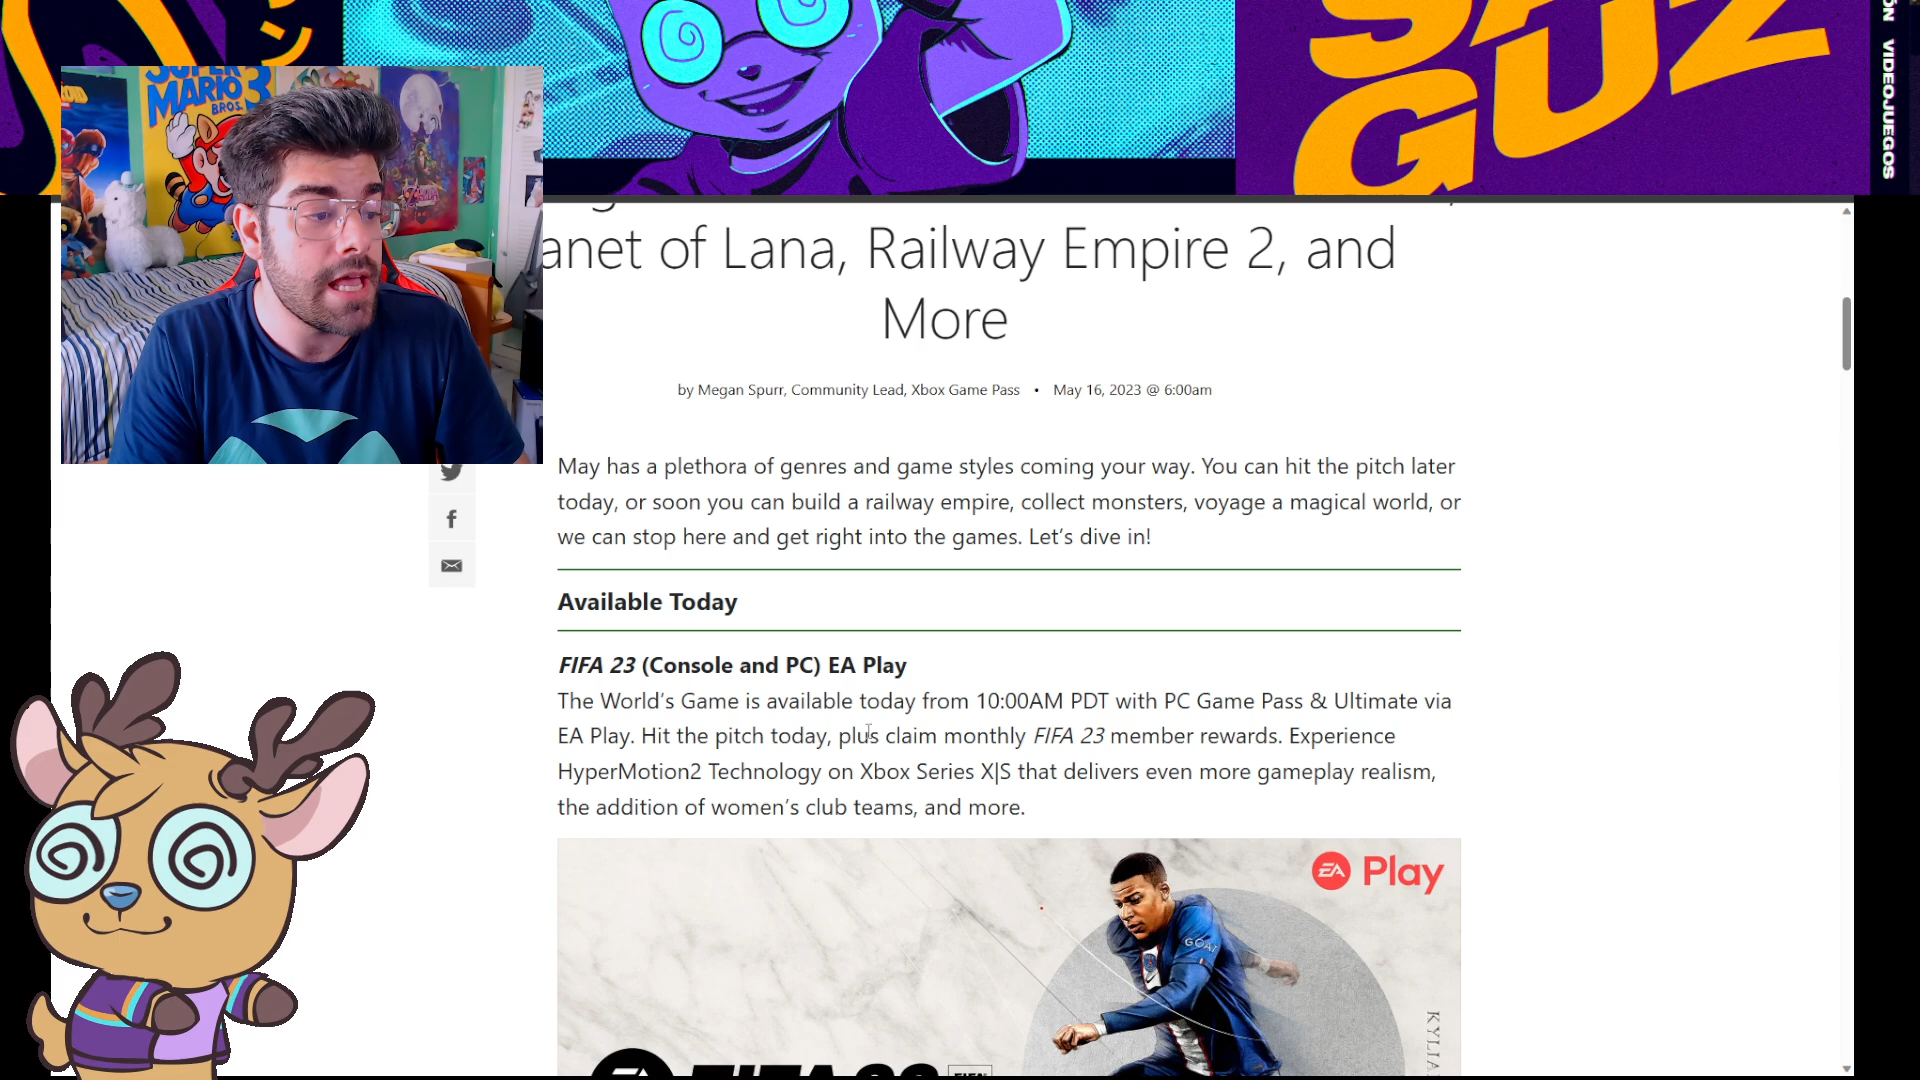 GUZ
VIDEOJUEGOS
SUPER
MARIO 3
BROS.
anet of Lana, Railway Empire 2, and
More
by Megan Spurr, Community Lead, Xbox Game Pass • May 16, 2023 @ 6:00am
May has a plethora of genres and game styles coming your way. You can hit the pitch later
today, or soon you can build a railway empire, collect monsters, voyage a magical world, or
we can stop here and get right into the games. Let’s dive in!
Available Today
FIFA 23 (Console and PC) EA Play
The World’s Game is available today from 10:00AM PDT with PC Game Pass & Ultimate via
EA Play. Hit the pitch today, plus claim monthly FIFA 23 member rewards. Experience
HyperMotion2 Technology on Xbox Series X|S that delivers even more gameplay realism,
the addition of women’s club teams, and more.
EA Play
GOAT
KYLIA